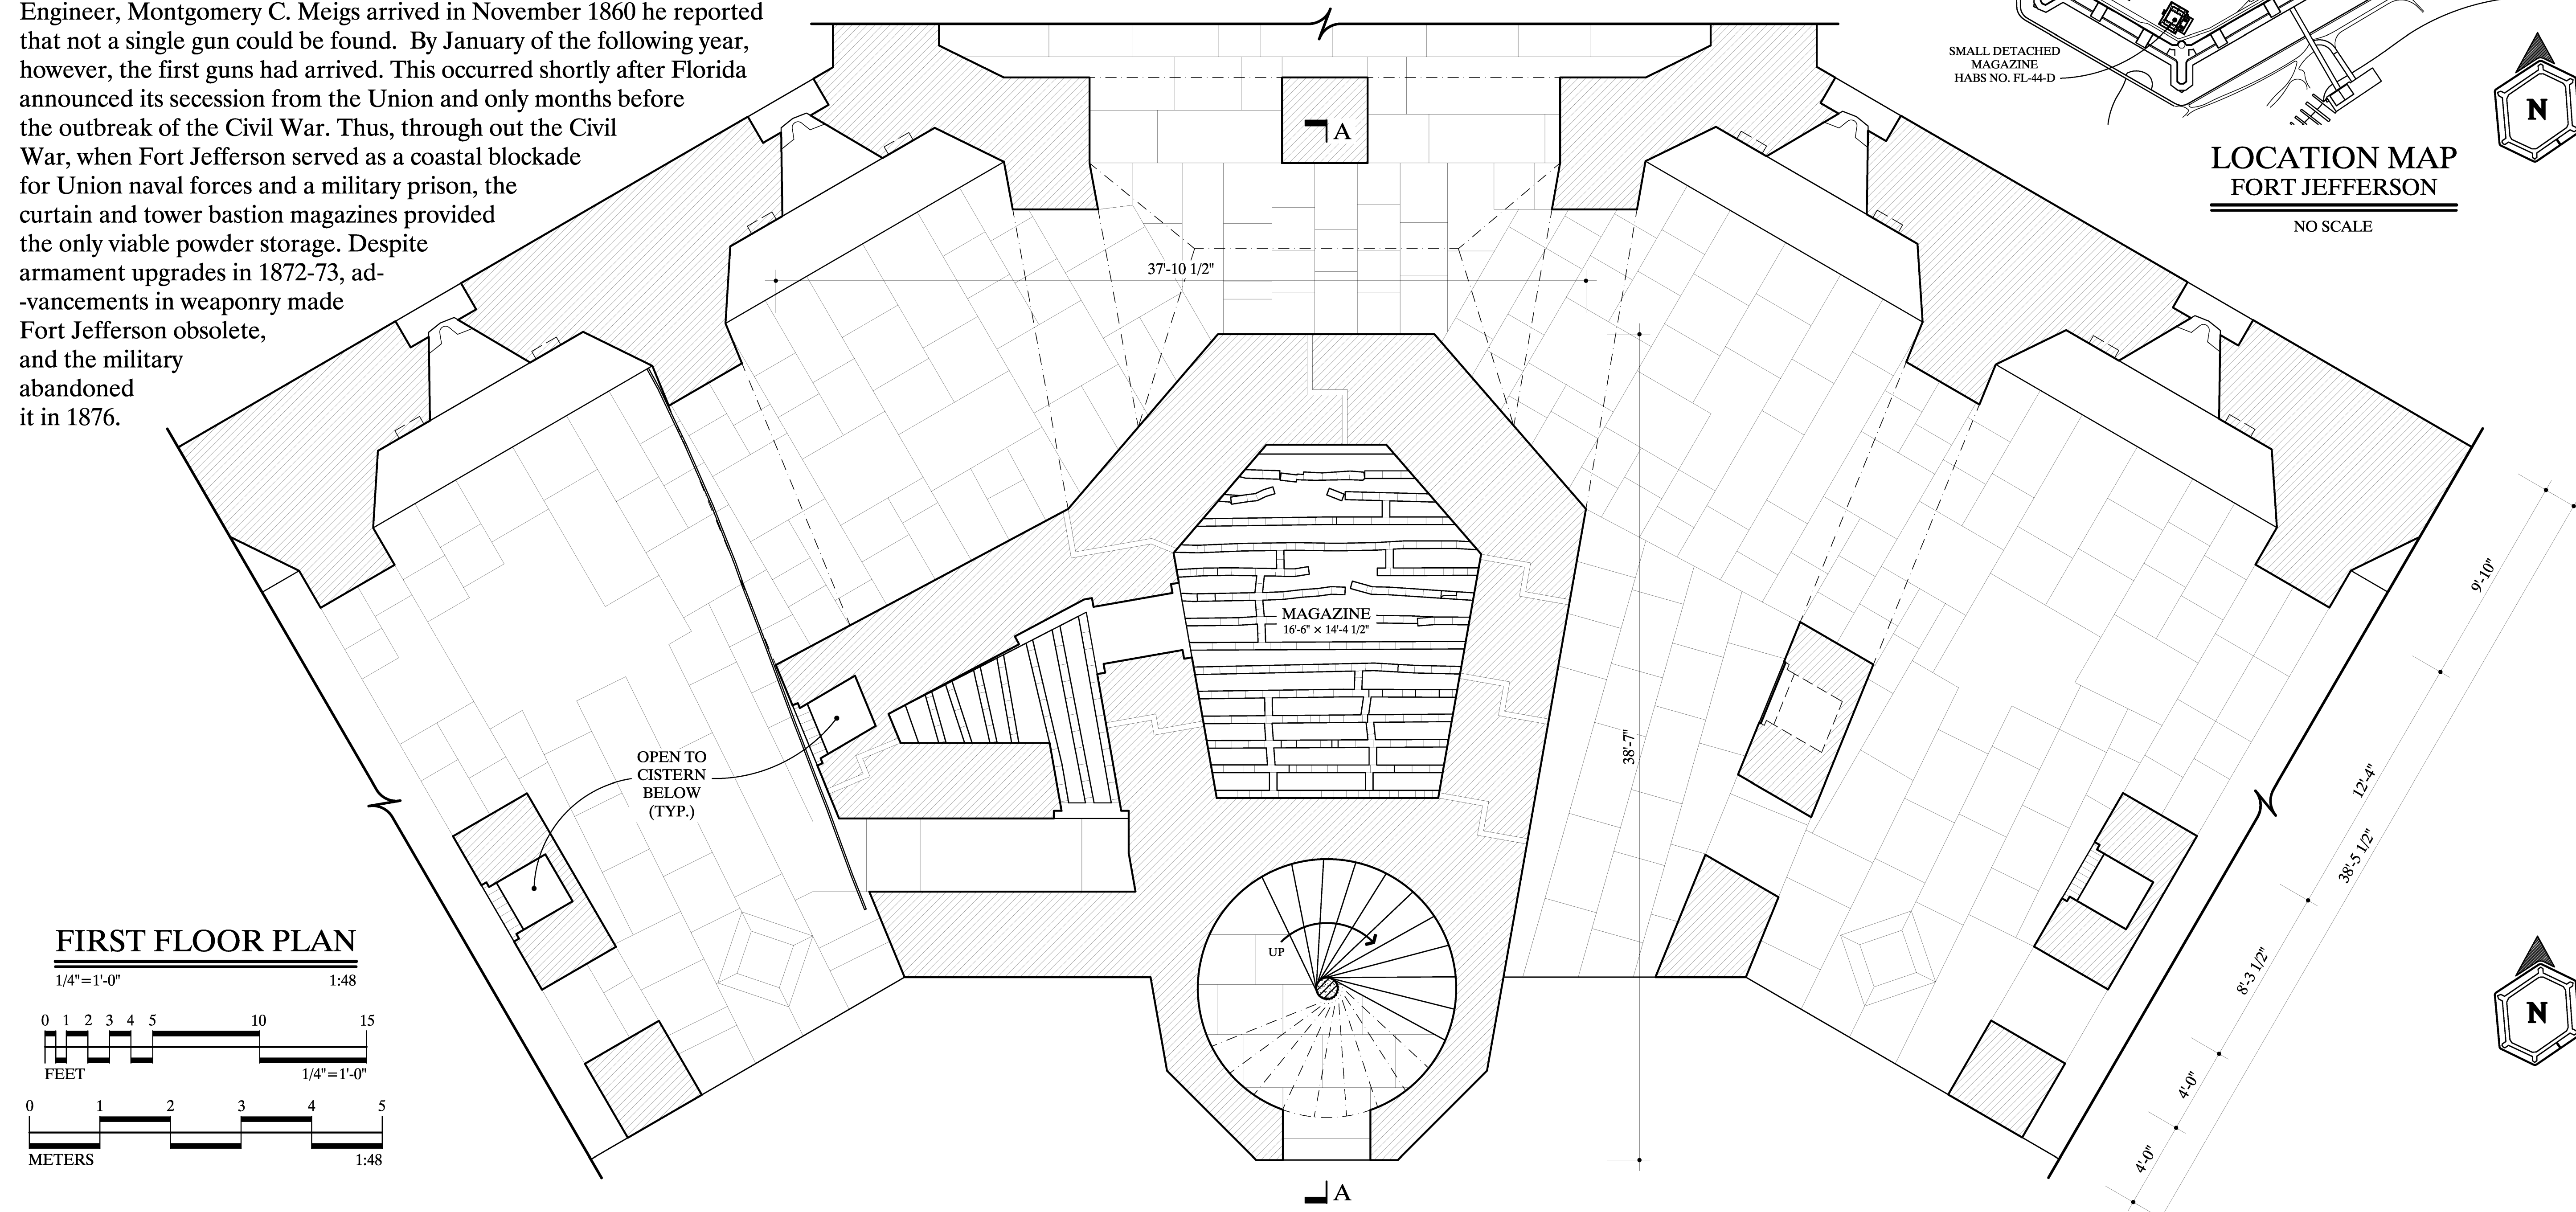 Engineer, Montgomery C. Meigs arrived in November 1860 he reported
that not a single gun could be found.  By January of the following year,
however, the first guns had arrived. This occurred shortly after Florida
announced its secession from the Union and only months before
the outbreak of the Civil War. Thus, through out the Civil
War, when Fort Jefferson served as a coastal blockade
for Union naval forces and a military prison, the
curtain and tower bastion magazines provided
the only viable powder storage. Despite
armament upgrades in 1872-73, ad-
-vancements in weaponry made
Fort Jefferson obsolete,
and the military
abandoned
it in 1876.
SMALL DETACHED
MAGAZINE
HABS NO. FL-44-D
LOCATION MAP
FORT JEFFERSON
NO SCALE
N
A
37'-10 1/2"
MAGAZINE
16'-6" × 14'-4 1/2"
38'-7"
OPEN TO
CISTERN
BELOW
(TYP.)
UP
9'-10"
12'-4"
38'-5 1/2"
8'-3 1/2"
4'-0"
4'-0"
N
A
FIRST FLOOR PLAN
1/4"=1'-0" 1:48
0 1 2 3 4 5 10 15
FEET 1/4"=1'-0"
0 1 2 3 4 5
METERS 1:48